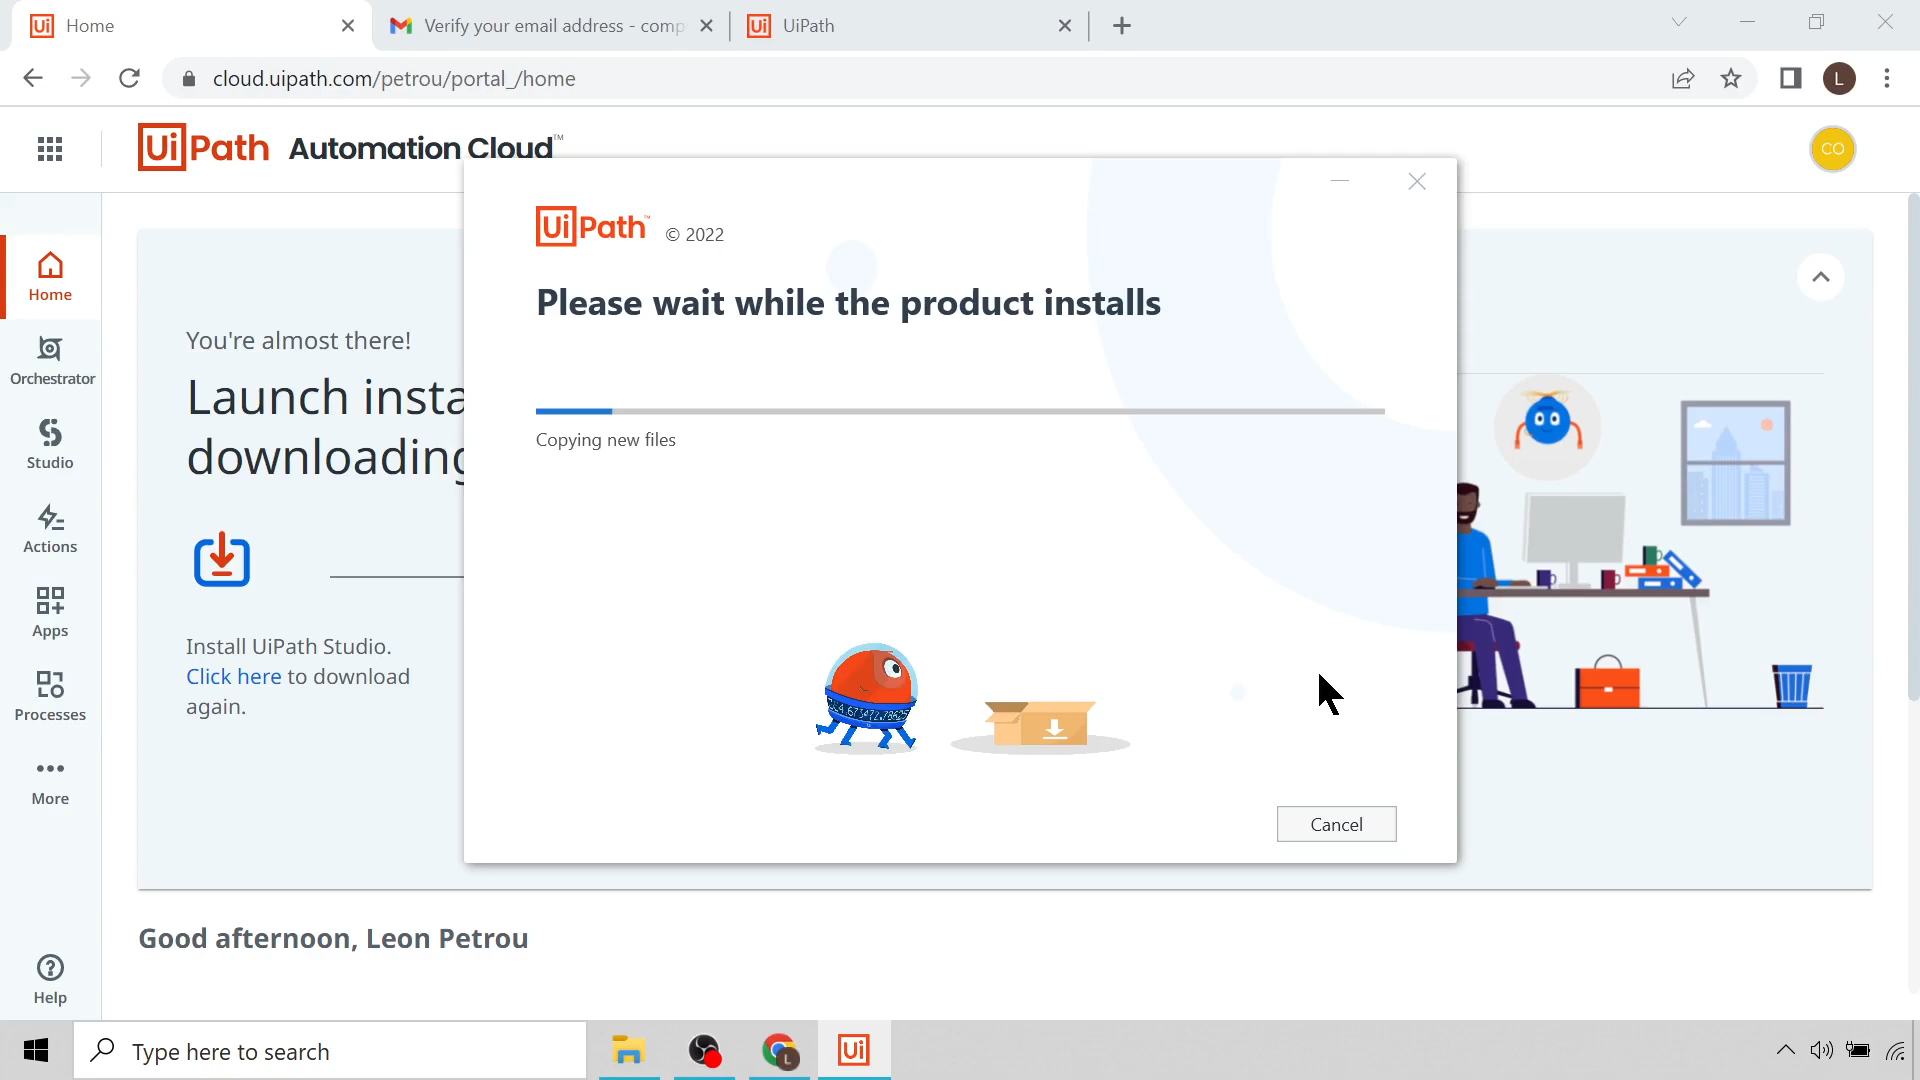 Home
Verify your email address - comp
UiPath
cloud.uipath.com/petrou/portal_/home
L
UiPath Automation Cloud™
CO
Home
Orchestrator
Studio
Actions
Apps
Processes
More
Help
You're almost there!
Launch insta
downloading
Install UiPath Studio.
Click here to download
again.
UiPath™ © 2022
Please wait while the product installs
Copying new files
Cancel
Good afternoon, Leon Petrou
Type here to search
L
Ui